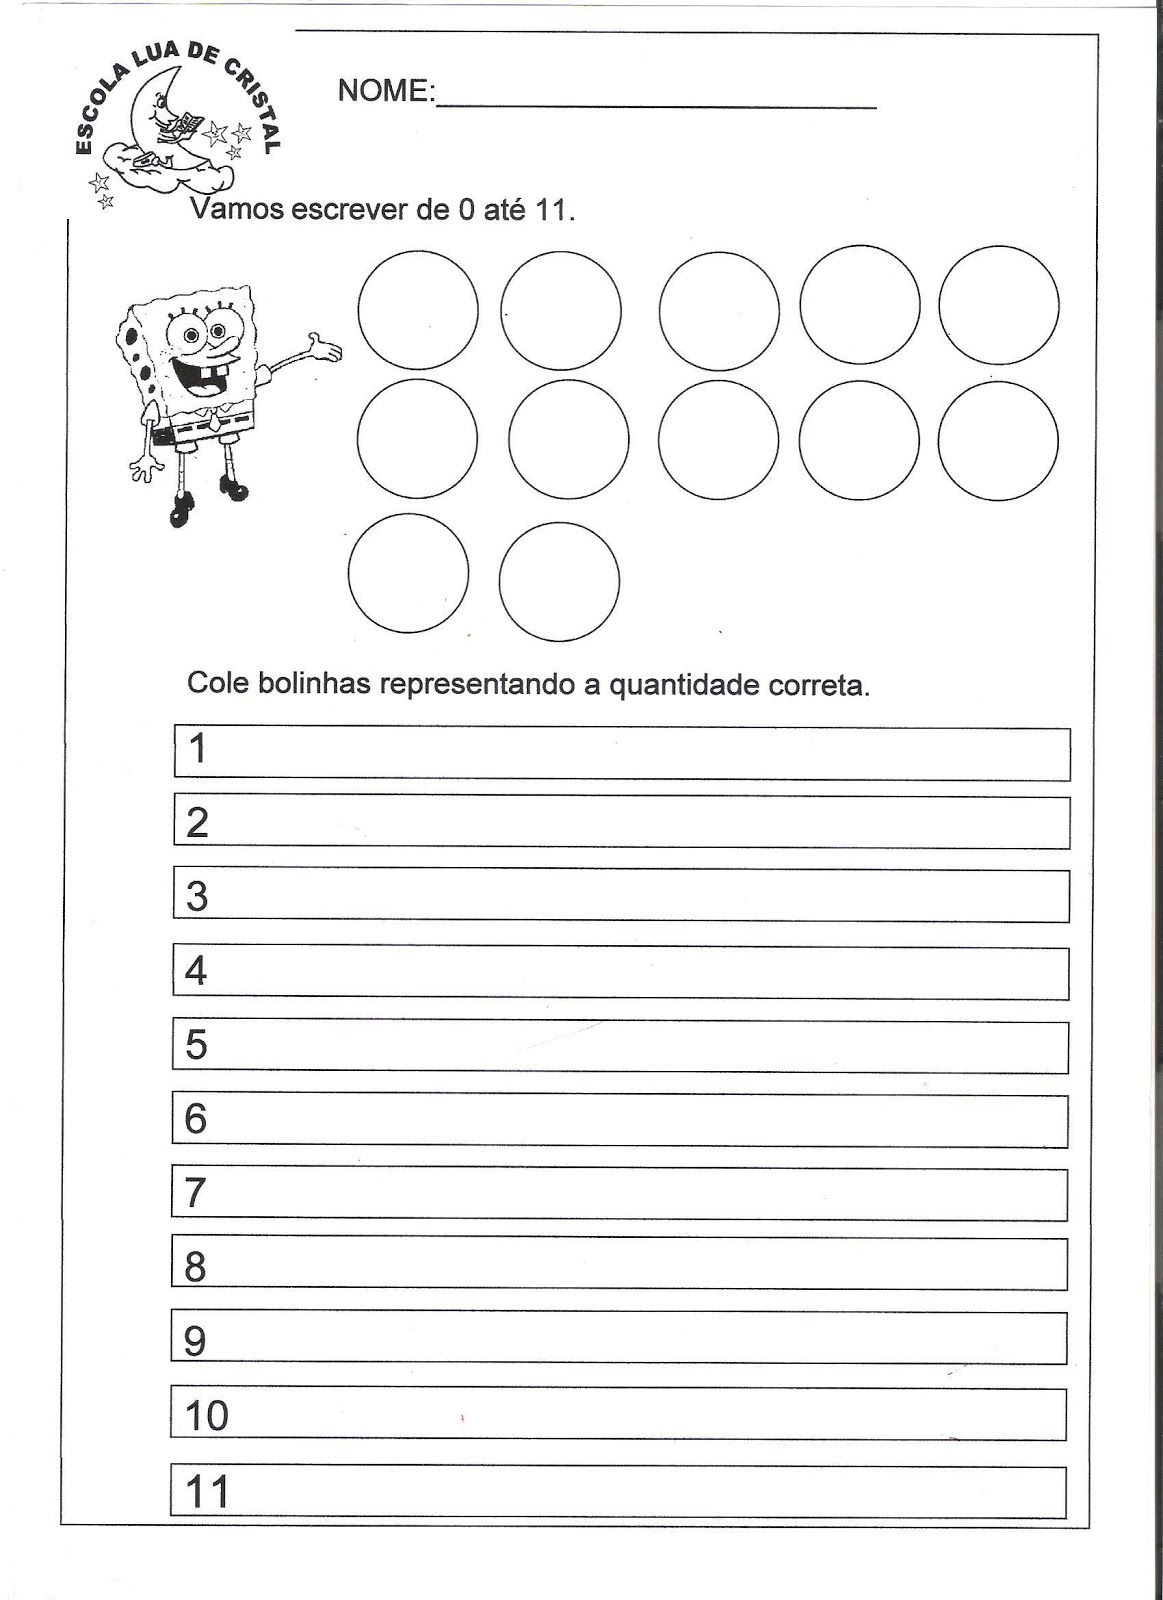 ESCOLA LUA DE CRISTAL
NOME:
Vamos escrever de 0 até 11.
Cole bolinhas representando a quantidade correta.
1
2
3
4
5
6
7
8
9
10
11